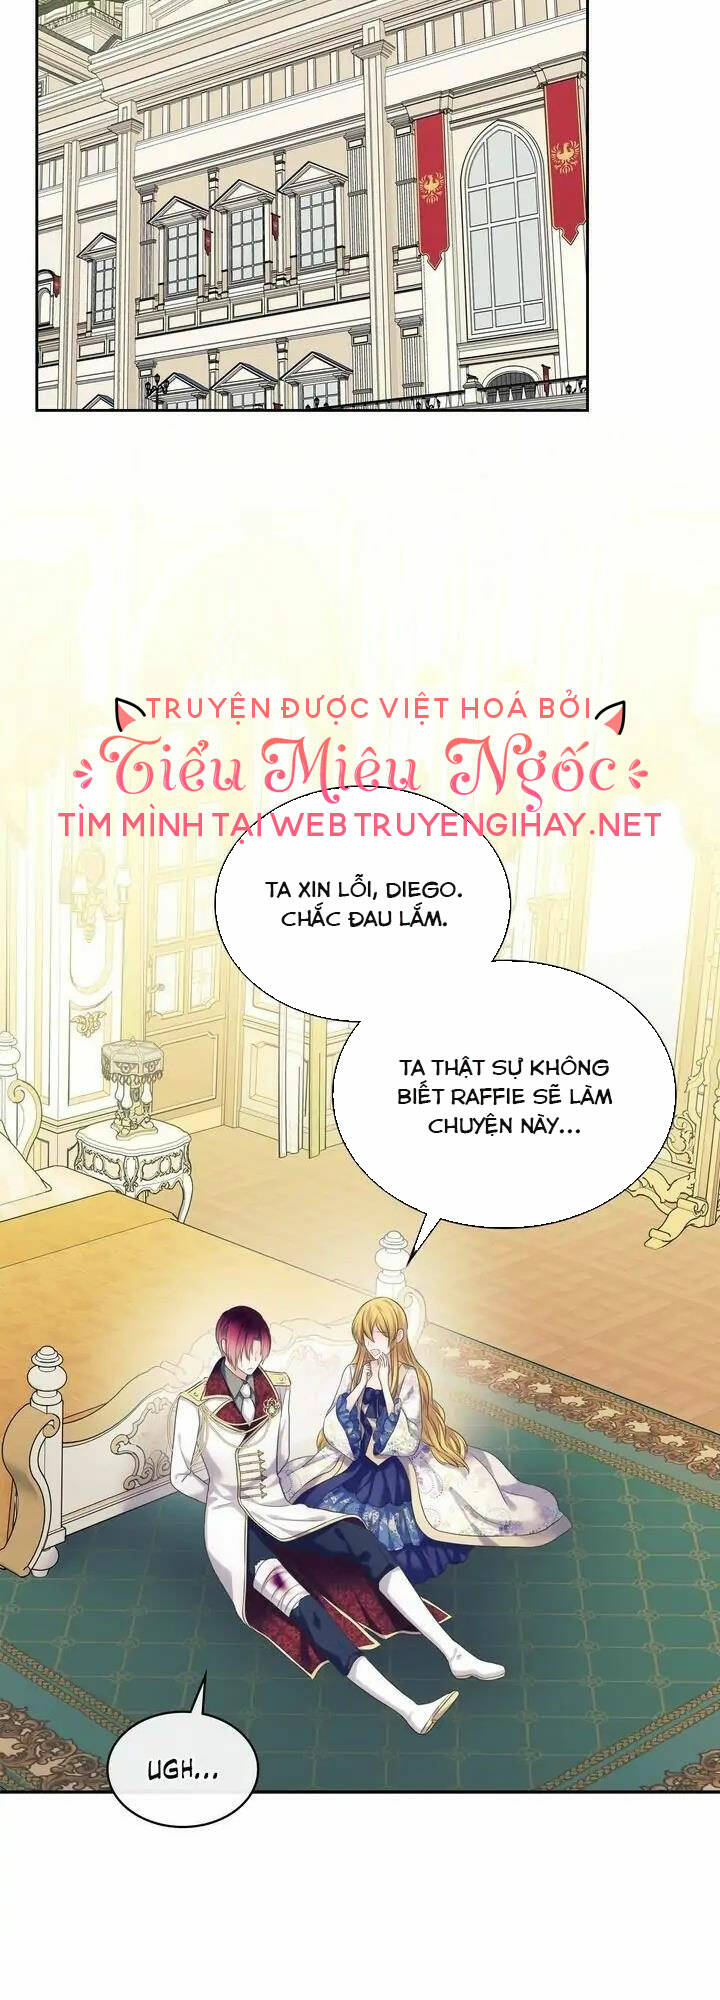 TRUYỆN ĐƯỢC VIỆT HOÁ BỞI
Tiểu Miêu Ngốc
TÌM MÌNH TẠI WEB TRUYENGIHAY.NET
TA XIN LỖI, DIEGO.
CHẮC ĐAU LẮM.
TA THẬT SỰ KHÔNG
BIẾT RAFFIE SẼ LÀM
CHUYỆN NÀY...
UGH...